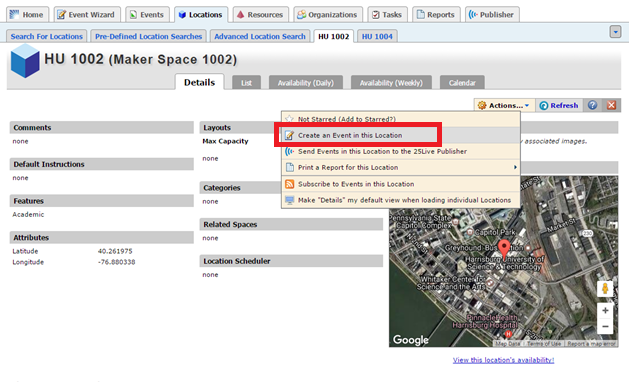 Home Event Wizard Events Locations Resources Organizations Tasks Reports Publisher
Search For Locations Pre-Defined Location Searches Advanced Location Search HU 1002 HU 1004
HU 1002 (Maker Space 1002)
Details List Availability (Daily) Availability (Weekly) Calendar
Actions... Refresh ?
Not Starred (Add to Starred?)
Create an Event in this Location
Send Events in this Location to the 25Live Publisher
Print a Report for this Location
Subscribe to Events in this Location
Make "Details" my default view when loading individual Locations
Comments
none
Default Instructions
none
Features
Academic
Attributes
Latitude 40.261975
Longitude -76.880338
Layouts
Max Capacity
none
Categories
none
Related Spaces
none
Location Scheduler
none
associated images.
Pennsylvania State
Capitol Complex
Capitol Park
Market St
230
Greyhound: Bus
Harrisburg University of
Science & Technology
Whitaker Center
for Science and the Arts
PinnacleHealth
Harrisburg Hospital
H
+
−
Google
Map Data Terms of Use Report a map error
View this location's availability!